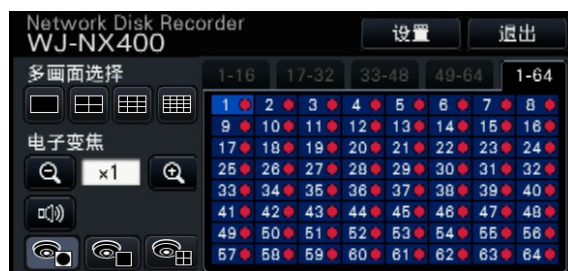 Network Disk Recorder
WJ-NX400
设置 退出
多画面选择
1-16 17-32 33-48 49-64 1-64
电子变焦
×1
1 2 3 4 5 6 7 8
9 10 11 12 13 14 15 16
17 18 19 20 21 22 23 24
25 26 27 28 29 30 31 32
33 34 35 36 37 38 39 40
41 42 43 44 45 46 47 48
49 50 51 52 53 54 55 56
57 58 59 60 61 62 63 64